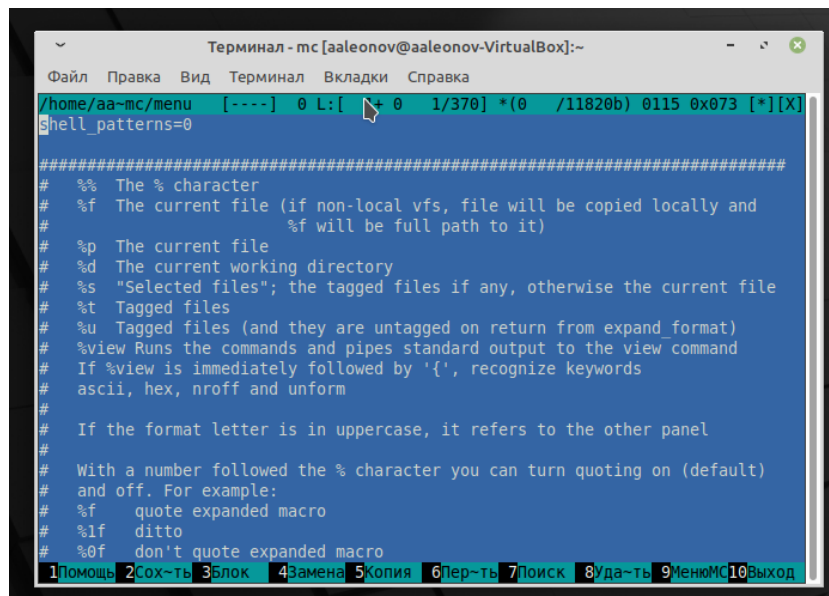 Терминал - mc [aaleonov@aaleonov-VirtualBox]:~
Файл Правка Вид Терминал Вкладки Справка
/home/aa~mc/menu [----] 0 L:[ + 0 1/370] *(0 /11820b) 0115 0x073 [*][X]
shell_patterns=0
##############################################################################
# %% The % character
# %f The current file (if non-local vfs, file will be copied locally and
# %f will be full path to it)
# %p The current file
# %d The current working directory
# %s "Selected files"; the tagged files if any, otherwise the current file
# %t Tagged files
# %u Tagged files (and they are untagged on return from expand_format)
# %view Runs the commands and pipes standard output to the view command
# If %view is immediately followed by '{', recognize keywords
# ascii, hex, nroff and unform
#
# If the format letter is in uppercase, it refers to the other panel
#
# With a number followed the % character you can turn quoting on (default)
# and off. For example:
# %f quote expanded macro
# %1f ditto
# %0f don't quote expanded macro
1Помощь 2Сох~ть 3Блок 4Замена 5Копия 6Пер~ть 7Поиск 8Уда~ть 9МенюМС 10Выход